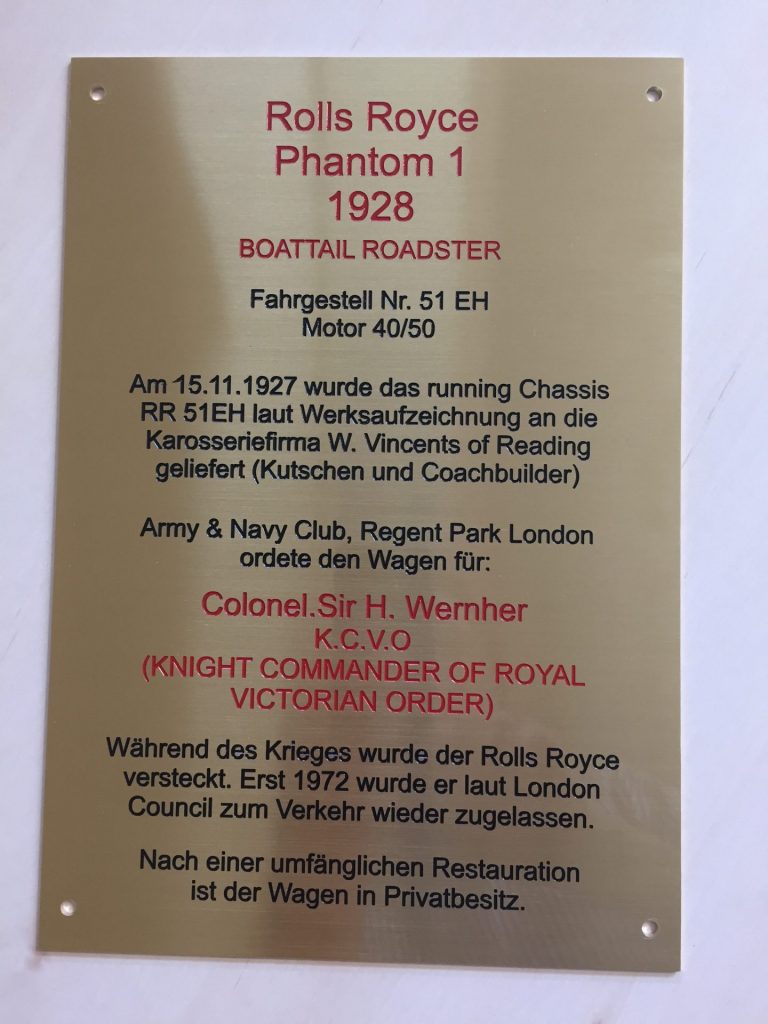 Rolls Royce
Phantom 1
1928
BOATTAIL ROADSTER
Fahrgestell Nr. 51 EH
Motor 40/50
Am 15.11.1927 wurde das running Chassis
RR 51EH laut Werksaufzeichnung an die
Karosseriefirma W. Vincents of Reading
geliefert (Kutschen und Coachbuilder)
Army & Navy Club, Regent Park London
ordete den Wagen für:
Colonel.Sir H. Wernher
K.C.V.O
(KNIGHT COMMANDER OF ROYAL
VICTORIAN ORDER)
Während des Krieges wurde der Rolls Royce
versteckt. Erst 1972 wurde er laut London
Council zum Verkehr wieder zugelassen.
Nach einer umfänglichen Restauration
ist der Wagen in Privatbesitz.